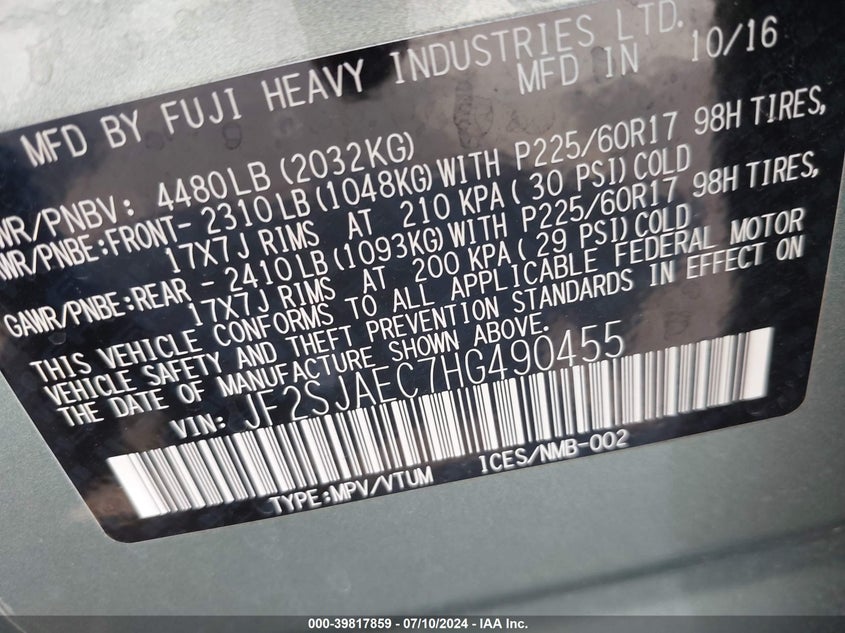 MFD BY FUJI HEAVY INDUSTRIES LTD.
MFD IN 10/16
WR/PNBV: 4480LB (2032KG)
WR/PNBE:FRONT- 2310LB (1048KG) WITH P225/60R17 98H TIRES,
17X7J RIMS AT 210 KPA( 30 PSI) COLD
GAWR/PNBE:REAR - 2410LB (1093KG) WITH P225/60R17 98H TIRES,
17X7J RIMS AT 200 KPA( 29 PSI) COLD
THIS VEHICLE CONFORMS TO ALL APPLICABLE FEDERAL MOTOR
VEHICLE SAFETY AND THEFT PREVENTION STANDARDS IN EFFECT ON
THE DATE OF MANUFACTURE SHOWN ABOVE.
VIN: JF2SJAEC7HG490455
TYPE:MPV/VTUM ICES/NMB-002
000-39817859 / 07/10/2024 - IAA Inc.